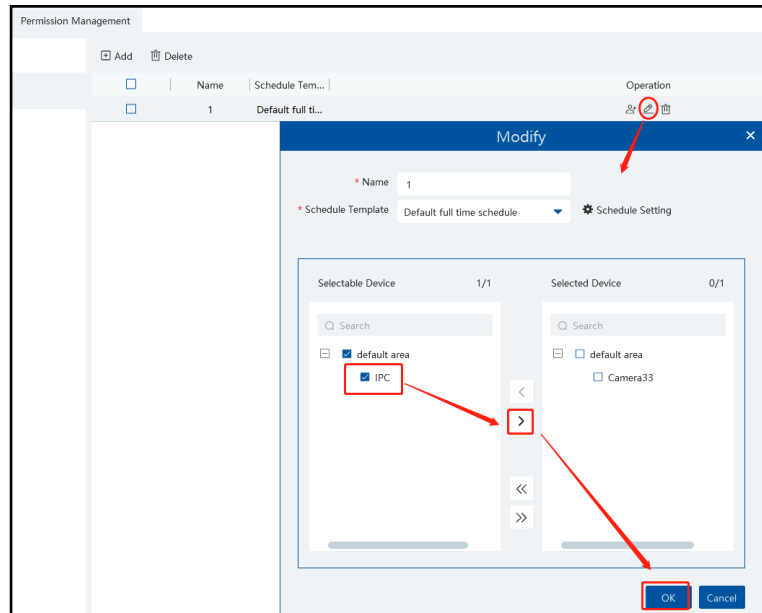 Permission Management
Add Delete
Name Schedule Tem... Operation
1 Default full ti...
Modify
* Name 1
* Schedule Template Default full time schedule Schedule Setting
Selectable Device 1/1 Selected Device 0/1
Search Search
default area default area
IPC Camera33
OK Cancel